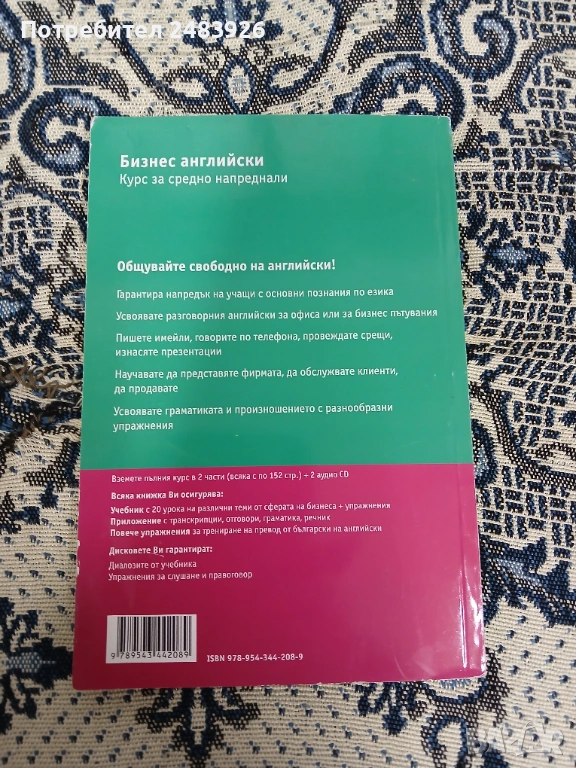 Потребител 2483926
Бизнес английски
Курс за средно напреднали
Общувайте свободно на английски!
Гарантира напредък на учащи с основни познания по езика
Усвоявате разговорния английски за офиса или за бизнес пътувания
Пишете имейли, говорите по телефона, провеждате срещи,
изнасяте презентации
Научавате да представяте фирмата, да обслужвате клиенти,
да продавате
Усвоявате граматиката и произношението с разнообразни
упражнения
Вземете пълния курс в 2 части (всяка с по 152 стр.) + 2 аудио CD
Всяка книжка Ви осигурява:
Учебник с 20 урока на различни теми от сферата на бизнеса + упражнения
Приложение с транскрипции, отговори, граматика, речник
Повече упражнения за трениране на превод от български на английски
Дисковете Ви гарантират:
Диалозите от учебника
Упражнения за слушане и правоговор
9 789543 442089
ISBN 978-954-344-208-9